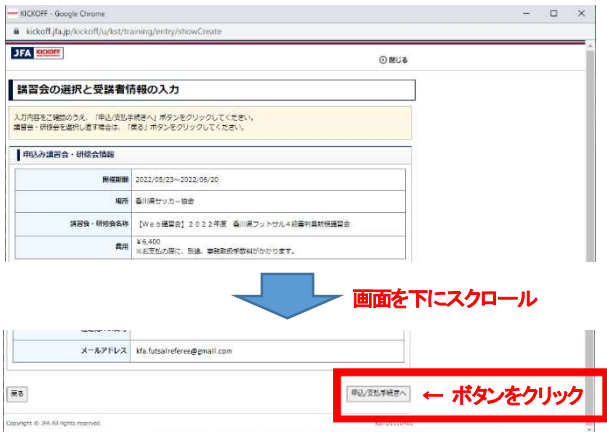 KICKOFF - Google Chrome
kickoff.jfa.jp/kickoff/u/kst/training/entry/showCreate
JFA KICKOFF
閉じる
講習会の選択と受講者情報の入力
入力内容をご確認のうえ、「申込/支払手続きへ」ボタンをクリックしてください。
講習会・研修会を選択し直す場合は、「戻る」ボタンをクリックしてください。
申込み講習会・研修会情報
開催期間 2022/05/23～2022/06/20
場所 香川県サッカー協会
講習会・研修会名称 【Web講習会】2022年度 香川県フットサル4級審判員新規講習会
費用 ¥6,400
※お支払の際に、別途、事務取扱手数料がかかります。
画面を下にスクロール
メールアドレス kfa.futsalreferee@gmail.com
戻る
申込/支払手続きへ
← ボタンをクリック
Copyright © JFA All rights reserved.